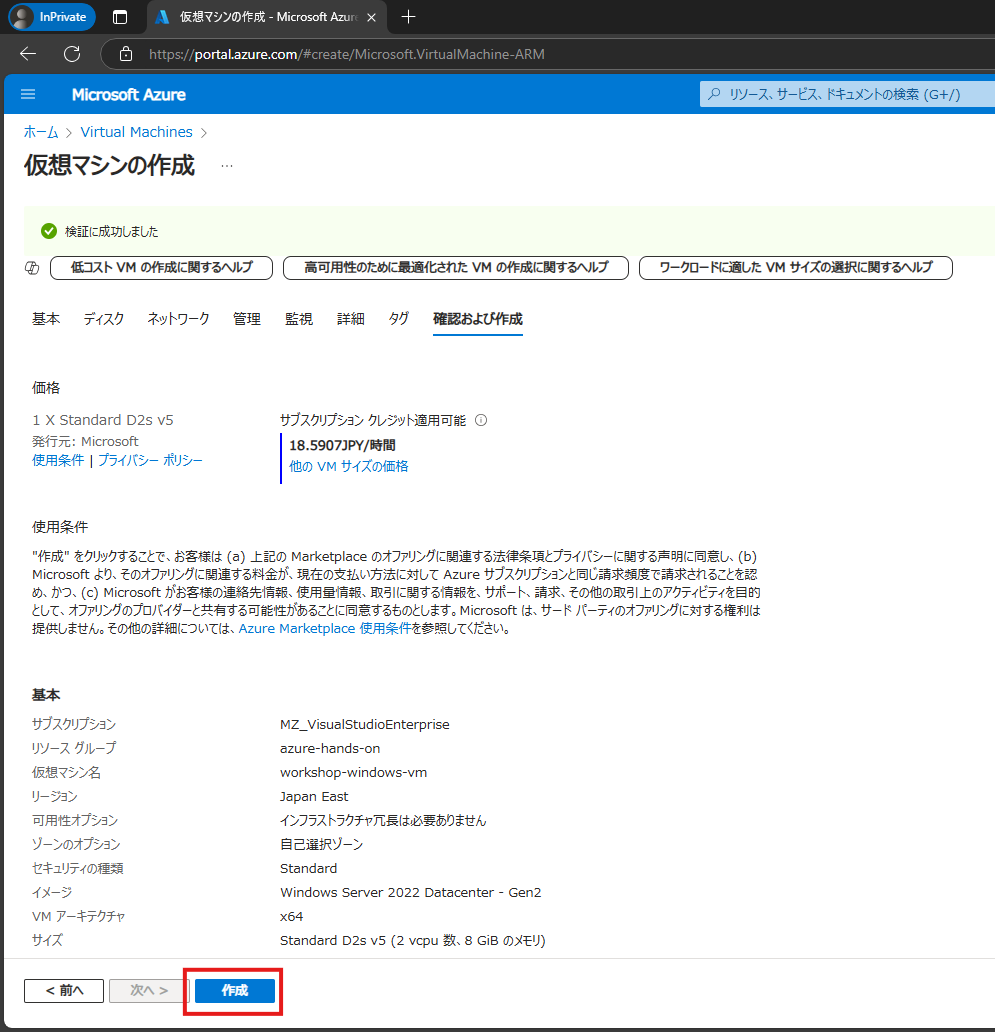 InPrivate
仮想マシンの作成 - Microsoft Azur
https://portal.azure.com/#create/Microsoft.VirtualMachine-ARM
Microsoft Azure
リソース、サービス、ドキュメントの検索 (G+/)
ホーム > Virtual Machines >
仮想マシンの作成 …
検証に成功しました
低コスト VM の作成に関するヘルプ 高可用性のために最適化された VM の作成に関するヘルプ ワークロードに適した VM サイズの選択に関するヘルプ
基本 ディスク ネットワーク 管理 監視 詳細 タグ 確認および作成
価格
1 X Standard D2s v5 サブスクリプション クレジット適用可能
発行元: Microsoft 18.5907JPY/時間
使用条件 | プライバシー ポリシー 他の VM サイズの価格
使用条件
"作成" をクリックすることで、お客様は (a) 上記の Marketplace のオファリングに関連する法律条項とプライバシーに関する声明に同意し、(b)
Microsoft より、そのオファリングに関連する料金が、現在の支払い方法に対して Azure サブスクリプションと同じ請求頻度で請求されることを認
め、かつ、(c) Microsoft がお客様の連絡先情報、使用量情報、取引に関する情報を、サポート、請求、その他の取引上のアクティビティを目的
として、オファリングのプロバイダーと共有する可能性があることに同意するものとします。Microsoft は、サード パーティのオファリングに対する権利は
提供しません。その他の詳細については、Azure Marketplace 使用条件を参照してください。
基本
サブスクリプション MZ_VisualStudioEnterprise
リソース グループ azure-hands-on
仮想マシン名 workshop-windows-vm
リージョン Japan East
可用性オプション インフラストラクチャ冗長は必要ありません
ゾーンのオプション 自己選択ゾーン
セキュリティの種類 Standard
イメージ Windows Server 2022 Datacenter - Gen2
VM アーキテクチャ x64
サイズ Standard D2s v5 (2 vcpu 数、8 GiB のメモリ)
< 前へ 次へ > 作成